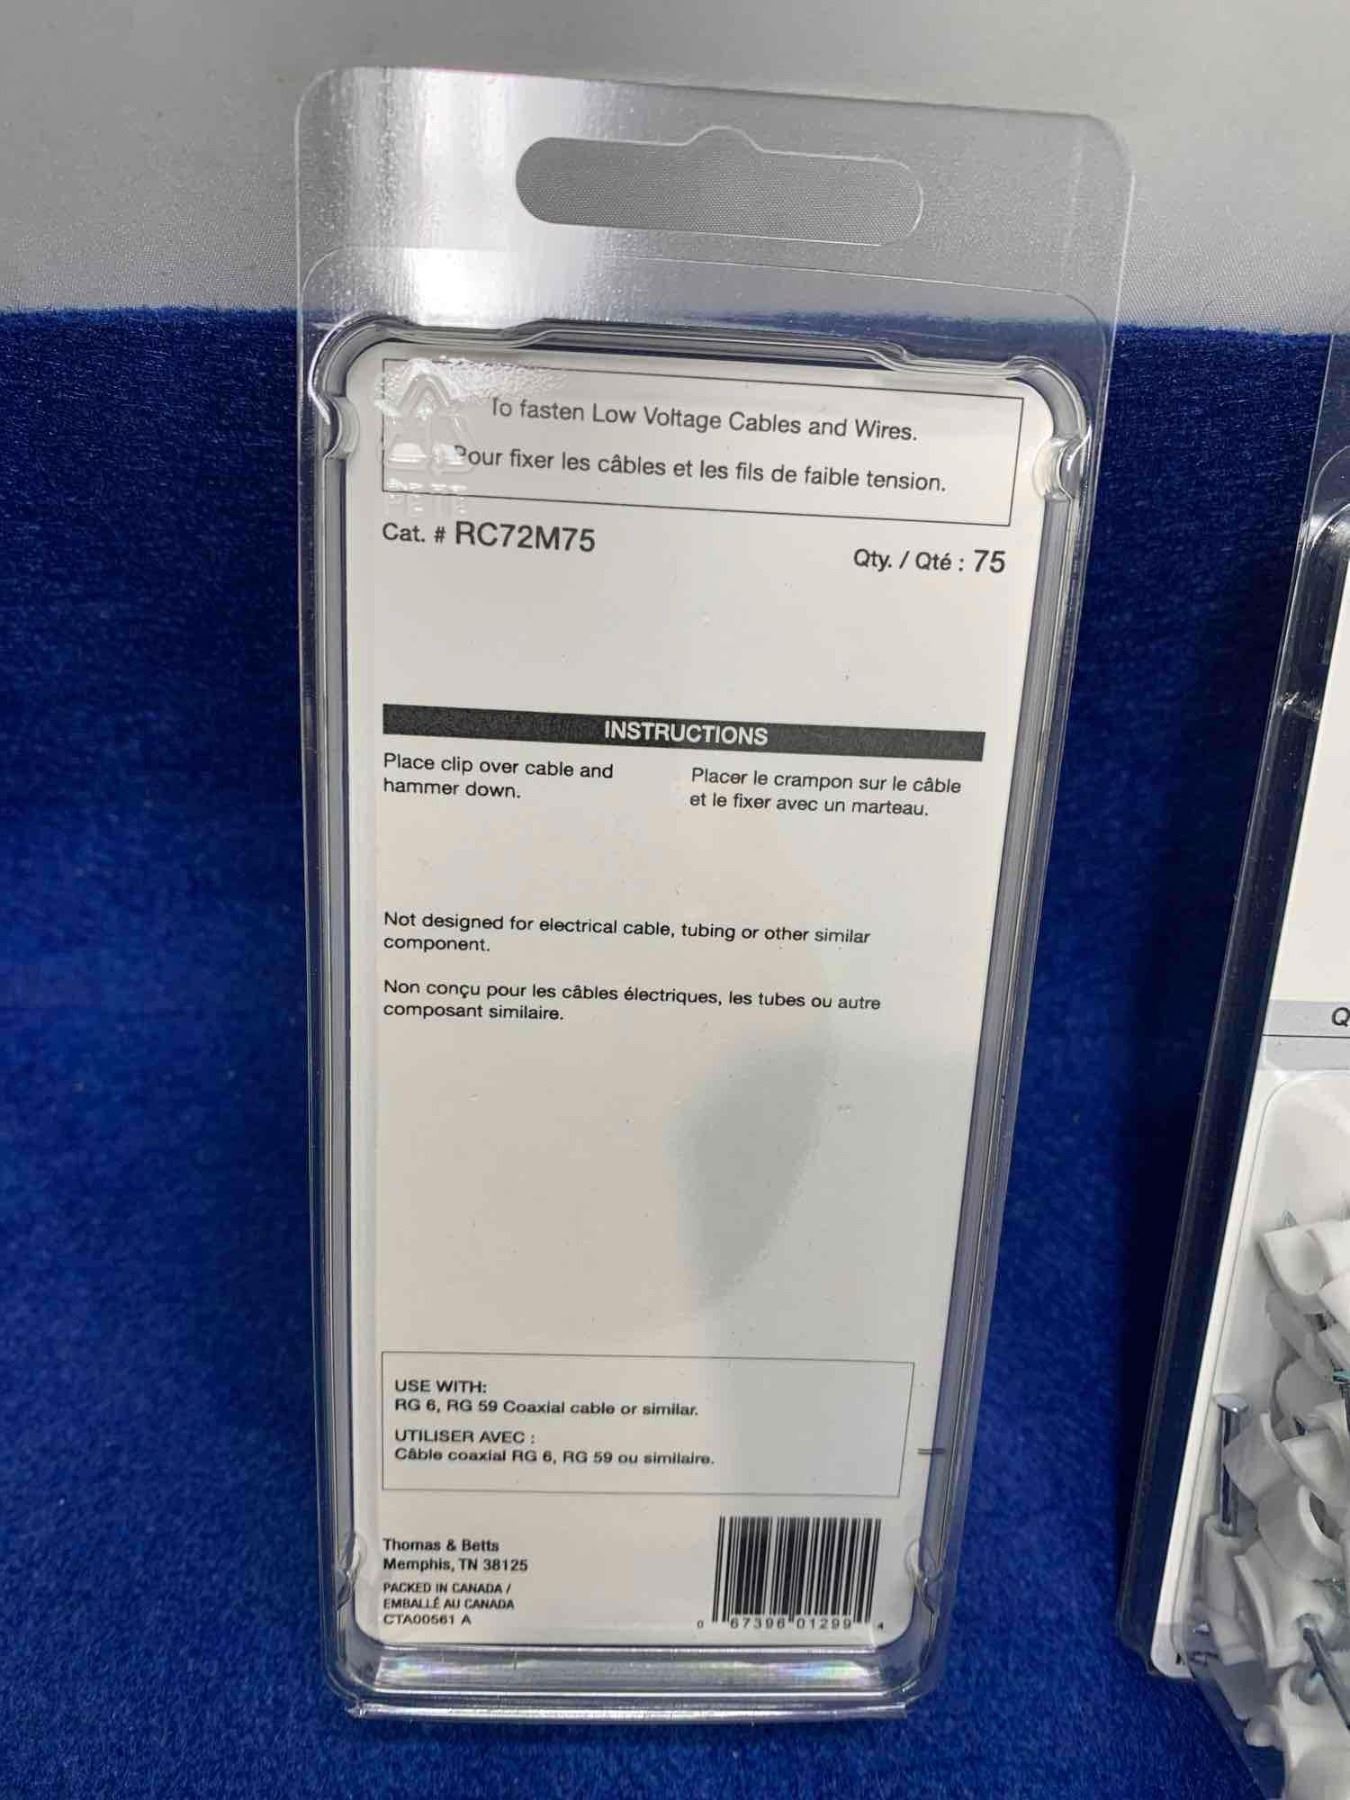 To fasten Low Voltage Cables and Wires.
Pour fixer les câbles et les fils de faible tension.
PETE
Cat. # RC72M75
Qty. / Qté : 75
INSTRUCTIONS
Place clip over cable and
hammer down.
Placer le crampon sur le câble
et le fixer avec un marteau.
Not designed for electrical cable, tubing or other similar
component.
Non conçu pour les câbles électriques, les tubes ou autre
composant similaire.
USE WITH:
RG 6, RG 59 Coaxial cable or similar.
UTILISER AVEC :
Câble coaxial RG 6, RG 59 ou similaire.
Thomas & Betts
Memphis, TN 38125
PACKED IN CANADA /
EMBALLÉ AU CANADA
CTA00561 A
0 67396 01299 4